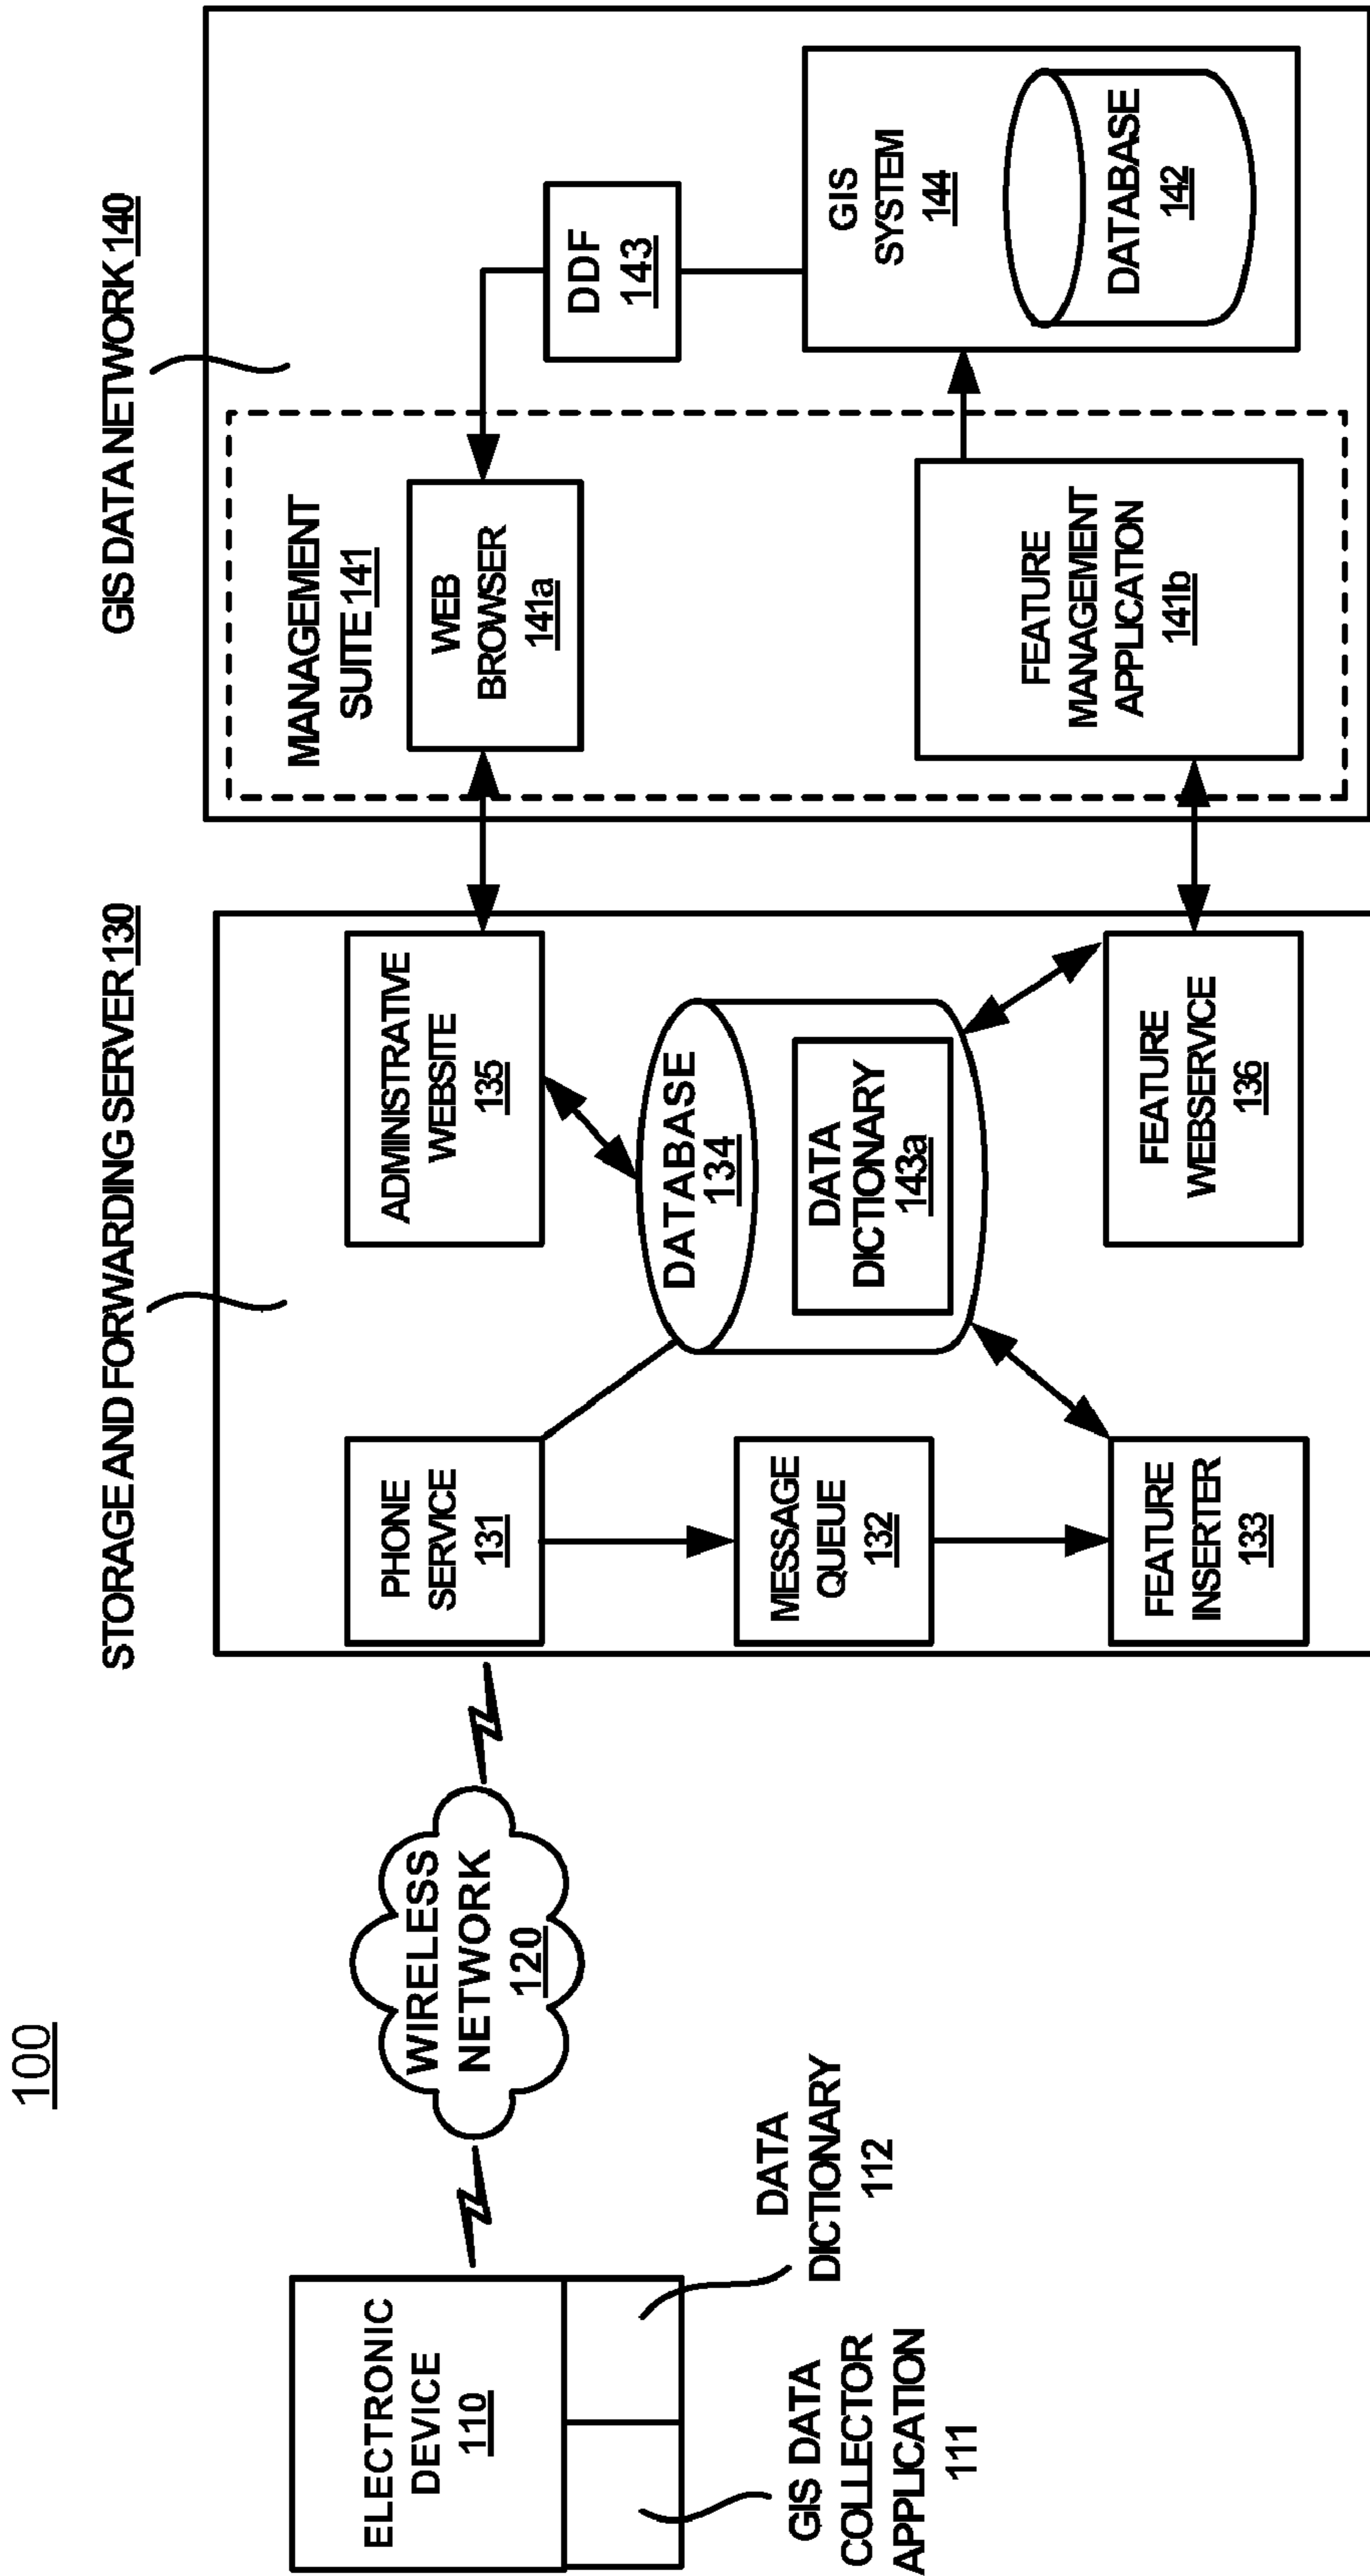 100
ELECTRONIC
DEVICE
110
GIS DATA
COLLECTOR
APPLICATION
111
DATA
DICTIONARY
112
WIRELESS
NETWORK
120
STORAGE AND FORWARDING SERVER 130
PHONE
SERVICE
131
MESSAGE
QUEUE
132
FEATURE
INSERTER
133
ADMINISTRATIVE
WEBSITE
135
DATABASE
134
DATA
DICTIONARY
143a
FEATURE
WEBSERVICE
136
GIS DATA NETWORK 140
MANAGEMENT
SUITE 141
WEB
BROWSER
141a
FEATURE
MANAGEMENT
APPLICATION
141b
DDF
143
GIS
SYSTEM
144
DATABASE
142